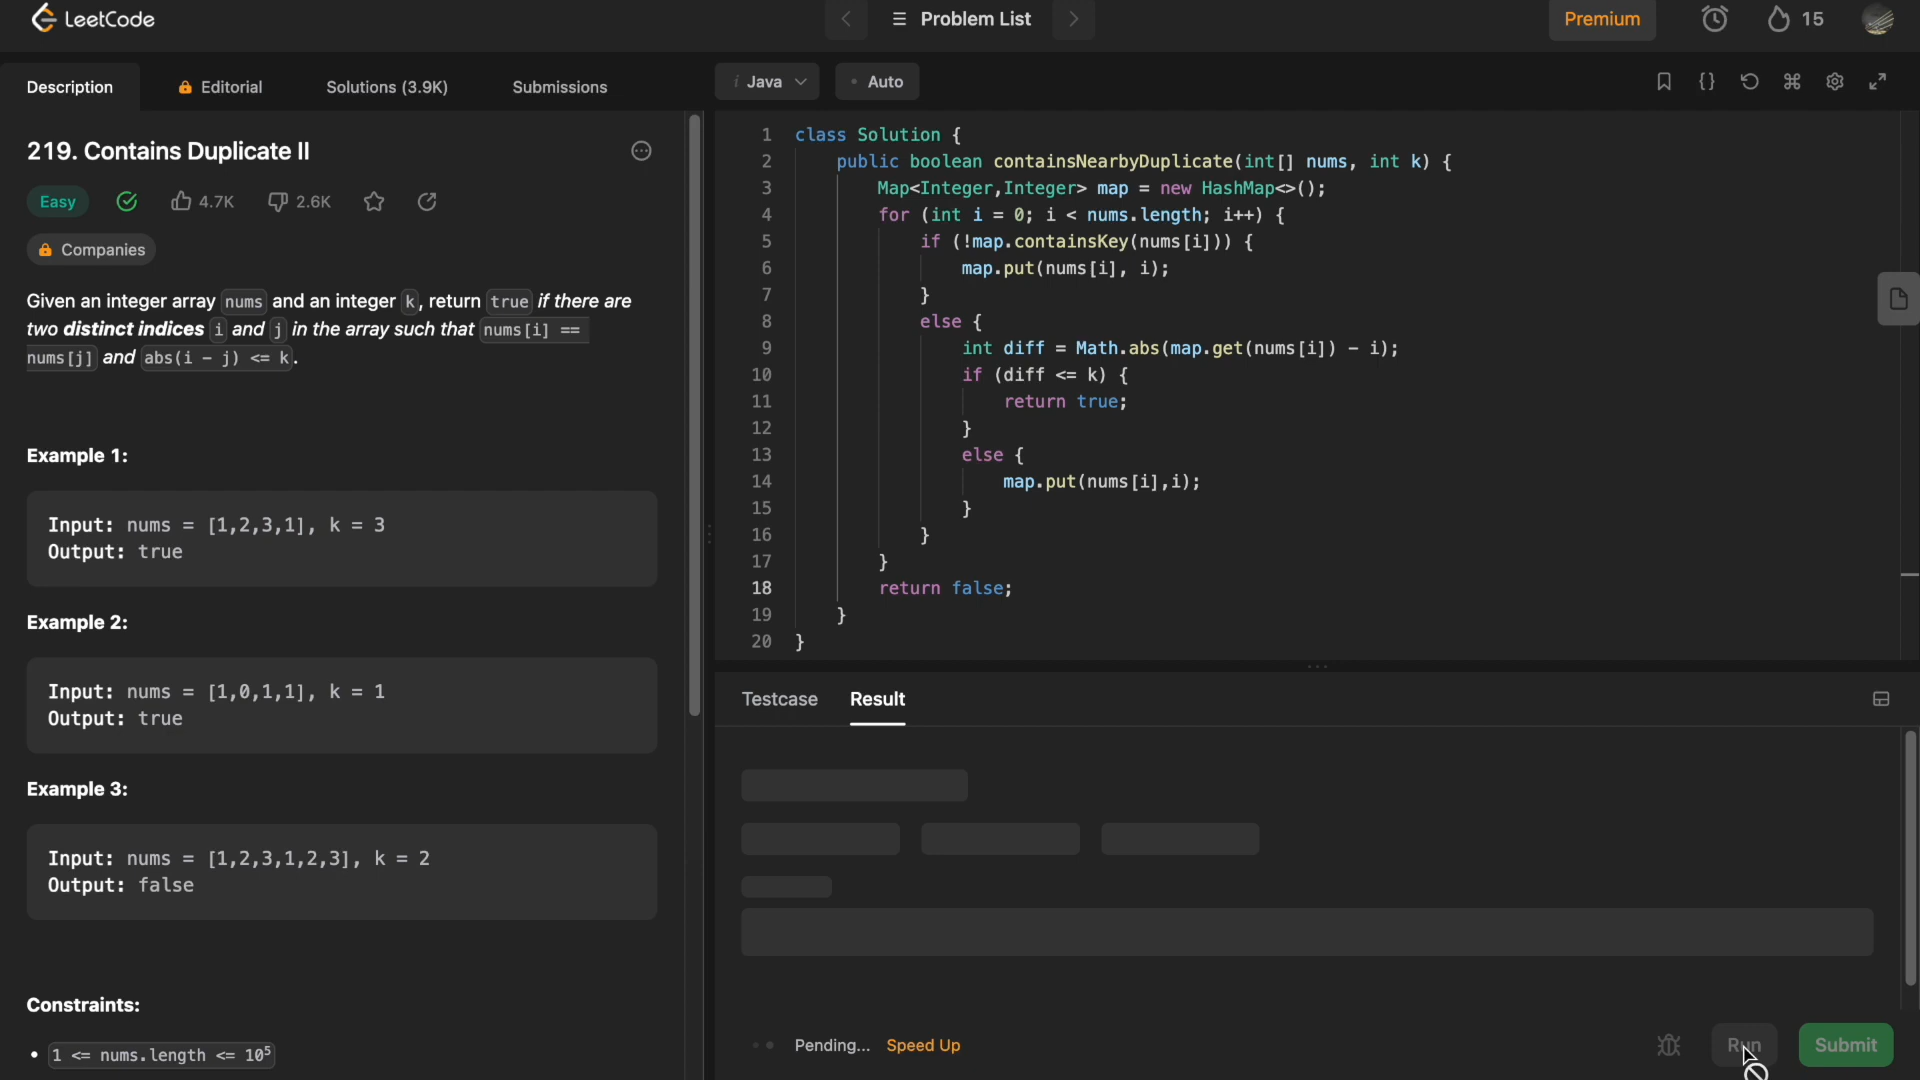 LeetCode
Problem List
Premium
15
Description
Editorial
Solutions (3.9K)
Submissions
219. Contains Duplicate II
Easy
4.7K
2.6K
Companies
Given an integer array nums and an integer k, return true if there are
two distinct indices i and j in the array such that nums[i] ==
nums[j] and abs(i - j) <= k.
Example 1:
Input: nums = [1,2,3,1], k = 3
Output: true
Example 2:
Input: nums = [1,0,1,1], k = 1
Output: true
Example 3:
Input: nums = [1,2,3,1,2,3], k = 2
Output: false
Constraints:
• 1 <= nums.length <= 10⁵
i Java
• Auto
{}
1 class Solution {
2 public boolean containsNearbyDuplicate(int[] nums, int k) {
3 Map<Integer,Integer> map = new HashMap<>();
4 for (int i = 0; i < nums.length; i++) {
5 if (!map.containsKey(nums[i])) {
6 map.put(nums[i], i);
7 }
8 else {
9 int diff = Math.abs(map.get(nums[i]) - i);
10 if (diff <= k) {
11 return true;
12 }
13 else {
14 map.put(nums[i],i);
15 }
16 }
17 }
18 return false;
19 }
20 }
Testcase
Result
Pending...
Speed Up
Run
Submit